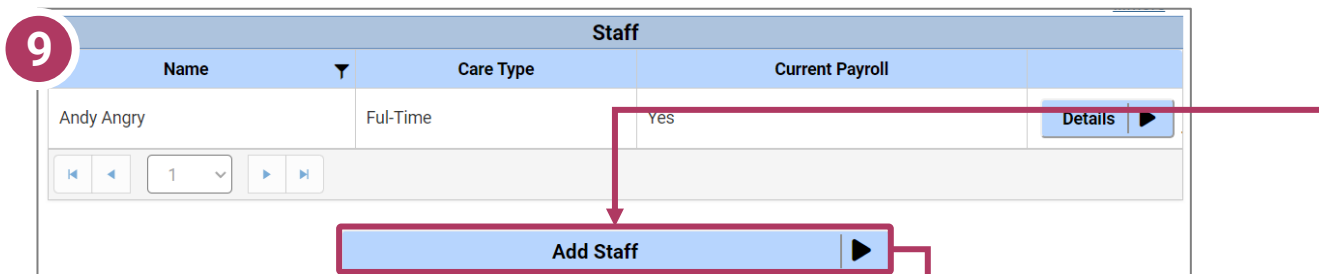 9
Staff
Name Care Type Current Payroll
Andy Angry Ful-Time Yes Details
1
Add Staff